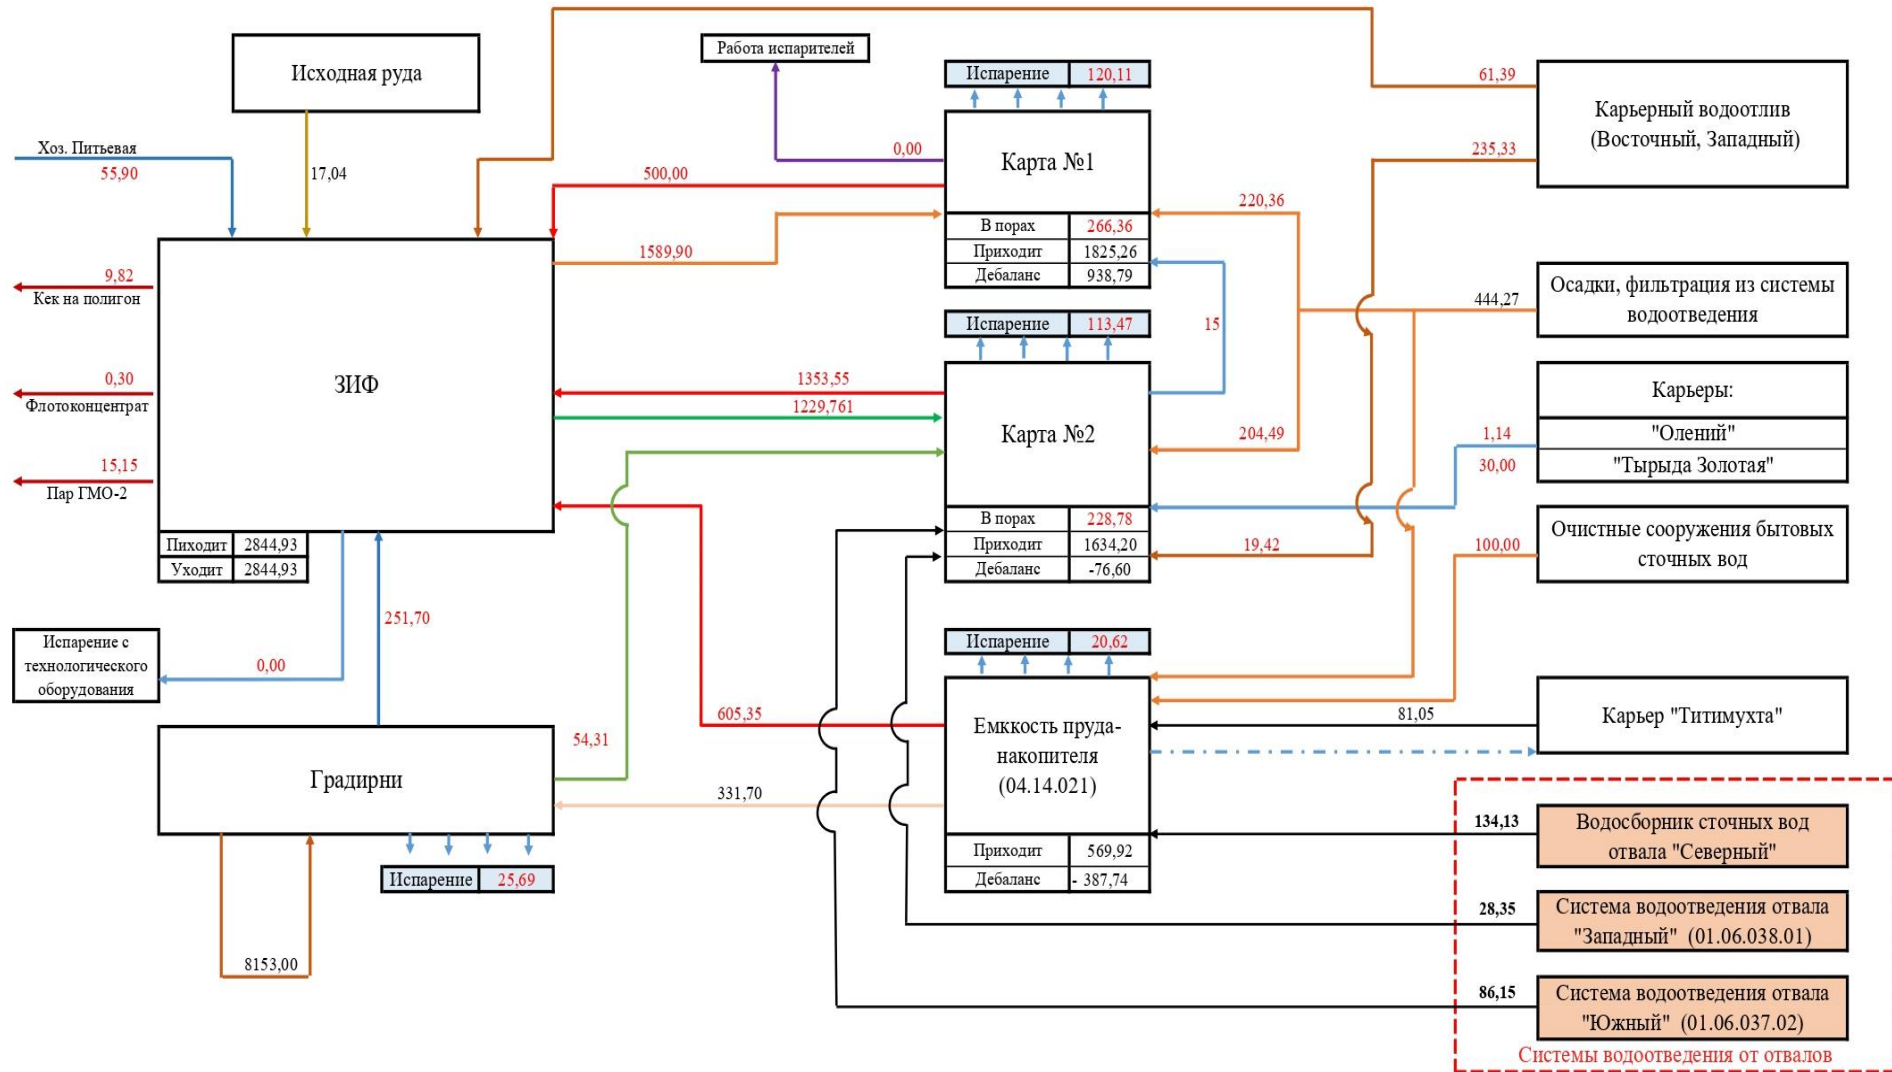 Исходная руда
Работа испарителей
Испарение 120,11
61,39
Карьерный водоотлив
(Восточный, Западный)
235,33
Хоз. Питьевая
55,90
17,04
0,00
500,00
Карта №1
220,36
В порах 266,36
Приходит 1825,26
Дебаланс 938,79
1589,90
9,82
Кек на полигон
444,27
Осадки, фильтрация из системы
водоотведения
Испарение 113,47
15
ЗИФ
0,30
Флотоконцентрат
1353,55
1229,761
Карта №2
204,49
Карьеры:
1,14
"Олений"
30,00
"Тырыда Золотая"
15,15
Пар ГМО-2
В порах 228,78
Приходит 1634,20
Дебаланс -76,60
19,42
100,00
Очистные сооружения бытовых
сточных вод
Пиходит 2844,93
Уходит 2844,93
251,70
Испарение с
технологического
оборудования
0,00
Испарение 20,62
605,35
54,31
Емккость пруда-
накопителя
(04.14.021)
81,05
Карьер "Титимухта"
Градирни
331,70
Приходит 569,92
Дебаланс - 387,74
134,13
Водосборник сточных вод
отвала "Северный"
Испарение 25,69
28,35
Система водоотведения отвала
"Западный" (01.06.038.01)
8153,00
86,15
Система водоотведения отвала
"Южный" (01.06.037.02)
Системы водоотведения от отвалов